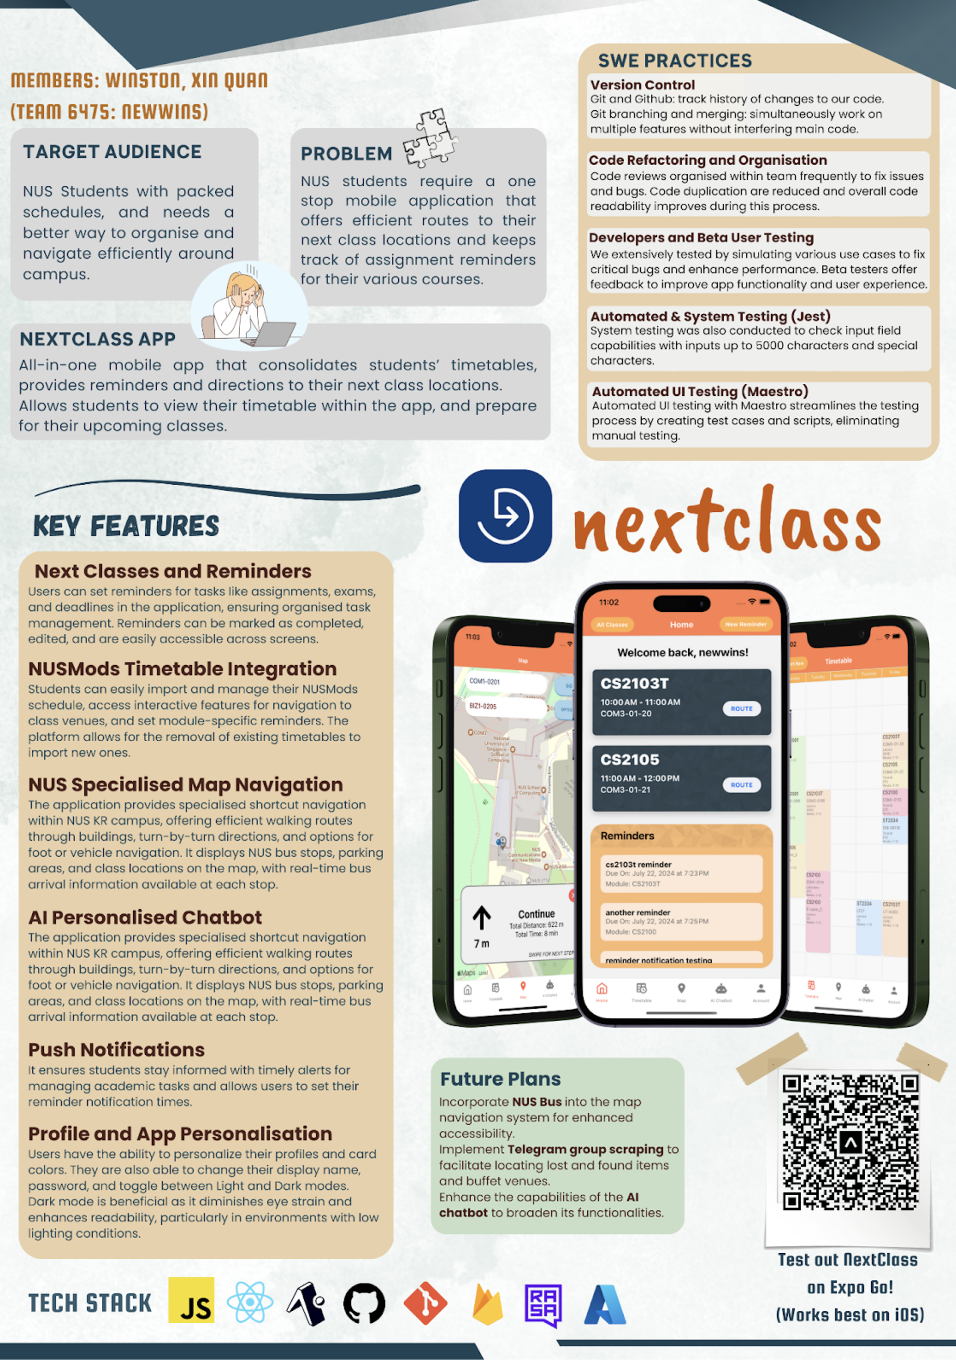 MEMBERS: WINSTON, XIN QUAN
(TEAM 6475: NEWWINS)
TARGET AUDIENCE
NUS Students with packed
schedules, and needs a
better way to organise and
navigate efficiently around
campus.
PROBLEM
NUS students require a one
stop mobile application that
offers efficient routes to their
next class locations and keeps
track of assignment reminders
for their various courses.
NEXTCLASS APP
All-in-one mobile app that consolidates students' timetables,
provides reminders and directions to their next class locations.
Allows students to view their timetable within the app, and prepare
for their upcoming classes.
SWE PRACTICES
Version Control
Git and Github: track history of changes to our code.
Git branching and merging: simultaneously work on
multiple features without interfering main code.
Code Refactoring and Organisation
Code reviews organised within team frequently to fix issues
and bugs. Code duplication are reduced and overall code
readability improves during this process.
Developers and Beta User Testing
We extensively tested by simulating various use cases to fix
critical bugs and enhance performance. Beta testers offer
feedback to improve app functionality and user experience.
Automated & System Testing (Jest)
System testing was also conducted to check input field
capabilities with inputs up to 5000 characters and special
characters.
Automated UI Testing (Maestro)
Automated UI testing with Maestro streamlines the testing
process by creating test cases and scripts, eliminating
manual testing.
KEY FEATURES
Next Classes and Reminders
Users can set reminders for tasks like assignments, exams,
and deadlines in the application, ensuring organised task
management. Reminders can be marked as completed,
edited, and are easily accessible across screens.
NUSMods Timetable Integration
Students can easily import and manage their NUSMods
schedule, access interactive features for navigation to
class venues, and set module-specific reminders. The
platform allows for the removal of existing timetables to
import new ones.
NUS Specialised Map Navigation
The application provides specialised shortcut navigation
within NUS KR campus, offering efficient walking routes
through buildings, turn-by-turn directions, and options for
foot or vehicle navigation. It displays NUS bus stops, parking
areas, and class locations on the map, with real-time bus
arrival information available at each stop.
AI Personalised Chatbot
The application provides specialised shortcut navigation
within NUS KR campus, offering efficient walking routes
through buildings, turn-by-turn directions, and options for
foot or vehicle navigation. It displays NUS bus stops, parking
areas, and class locations on the map, with real-time bus
arrival information available at each stop.
Push Notifications
It ensures students stay informed with timely alerts for
managing academic tasks and allows users to set their
reminder notification times.
Profile and App Personalisation
Users have the ability to personalize their profiles and card
colors. They are also able to change their display name,
password, and toggle between Light and Dark modes.
Dark mode is beneficial as it diminishes eye strain and
enhances readability, particularly in environments with low
lighting conditions.
nextclass
11:03
Map
COM1-0201
BIZ1-0205
Continue
Total Distance: 622 m
Total Time: 8 min
7 m
SWIPE FOR NEXT STEP
Maps
11:02
All Classes
Home
New Reminder
Welcome back, newwins!
CS2103T
10:00 AM - 11:00 AM
COM3-01-20
ROUTE
CS2105
11:00 AM - 12:00 PM
COM3-01-21
ROUTE
Reminders
cs2103t reminder
Due On: July 22, 2024 at 7:23 PM
Module: CS2103T
another reminder
Due On: July 22, 2024 at 7:25 PM
Module: CS2100
reminder notification testing
Home
Timetable
Map
AI Chatbot
Account
Timetable
Future Plans
Incorporate NUS Bus into the map
navigation system for enhanced
accessibility.
Implement Telegram group scraping to
facilitate locating lost and found items
and buffet venues.
Enhance the capabilities of the AI
chatbot to broaden its functionalities.
Test out NextClass
on Expo Go!
(Works best on iOS)
TECH STACK
JS
RASA